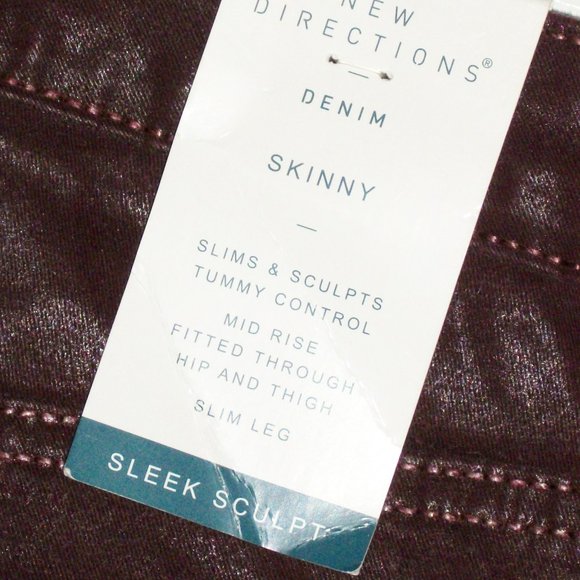 NEW
DIRECTIONS®
DENIM
SKINNY
SLIMS & SCULPTS
TUMMY CONTROL
MID RISE
FITTED THROUGH
HIP AND THIGH
SLIM LEG
SLEEK SCULPT